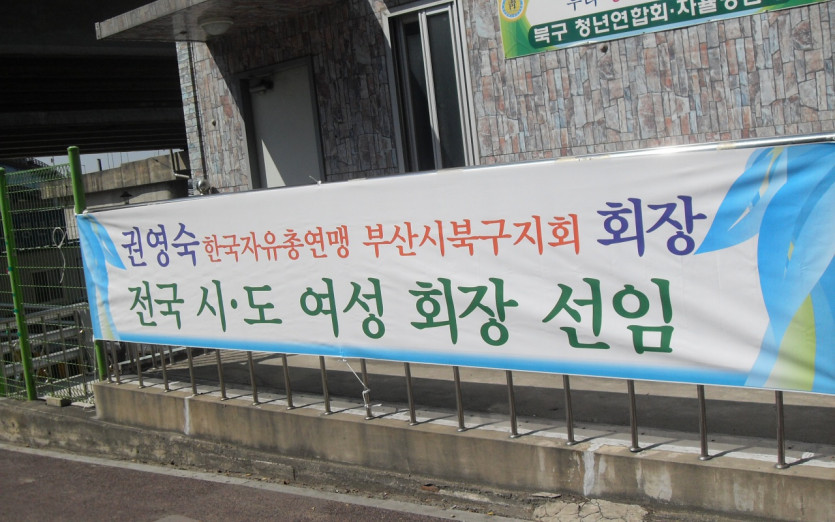 북구 청년연합회·자율방범
권영숙 한국자유총연맹 부산시북구지회 회장
전국 시·도 여성 회장 선임